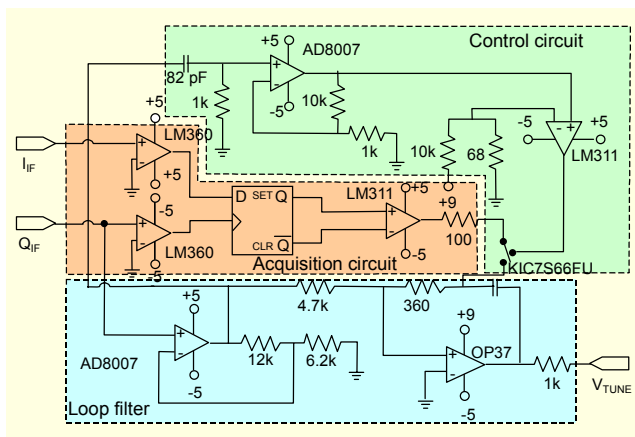 +5
AD8007
Control circuit
82 pF
-5
1k
10k
1k
10k
68
-5
+5
LM311
+5
LM360
I_IF
+5
-5
D SET Q
CLR Q̅
LM311
+5
-5
+9
100
Q_IF
LM360
-5
Acquisition circuit
KIC7S66FU
4.7k
360
+5
AD8007
-5
12k
6.2k
+9
OP37
-5
1k
V_TUNE
Loop filter